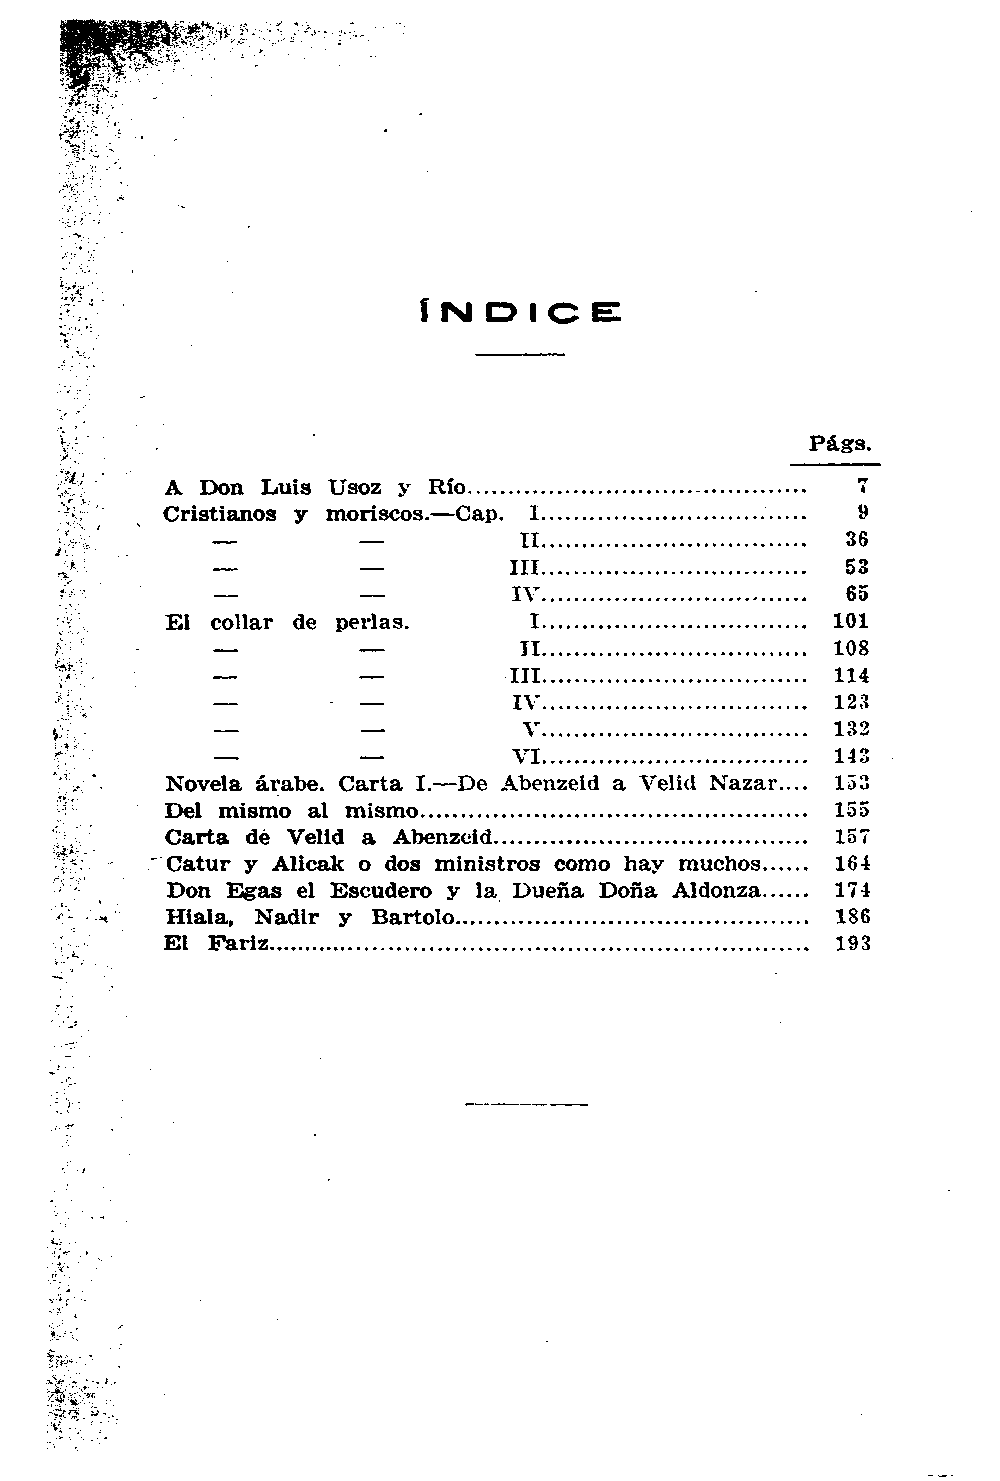 ÍNDICE
Págs.
A Don Luis Usoz y Río........................................ 7
Cristianos y moriscos.—Cap. I................................ 9
— — II................................ 36
— — III................................ 53
— — IV................................ 65
El collar de perlas. I................................ 101
— — II................................ 108
— — III................................ 114
— — IV................................ 123
— — V................................ 132
— — VI................................ 143
Novela árabe. Carta I.—De Abenzeid a Velid Nazar.... 153
Del mismo al mismo............................................... 155
Carta de Velid a Abenzeid...................................... 157
Catur y Alicak o dos ministros como hay muchos...... 164
Don Egas el Escudero y la Dueña Doña Aldonza...... 174
Hiala, Nadir y Bartolo........................................... 186
El Fariz.................................................................. 193